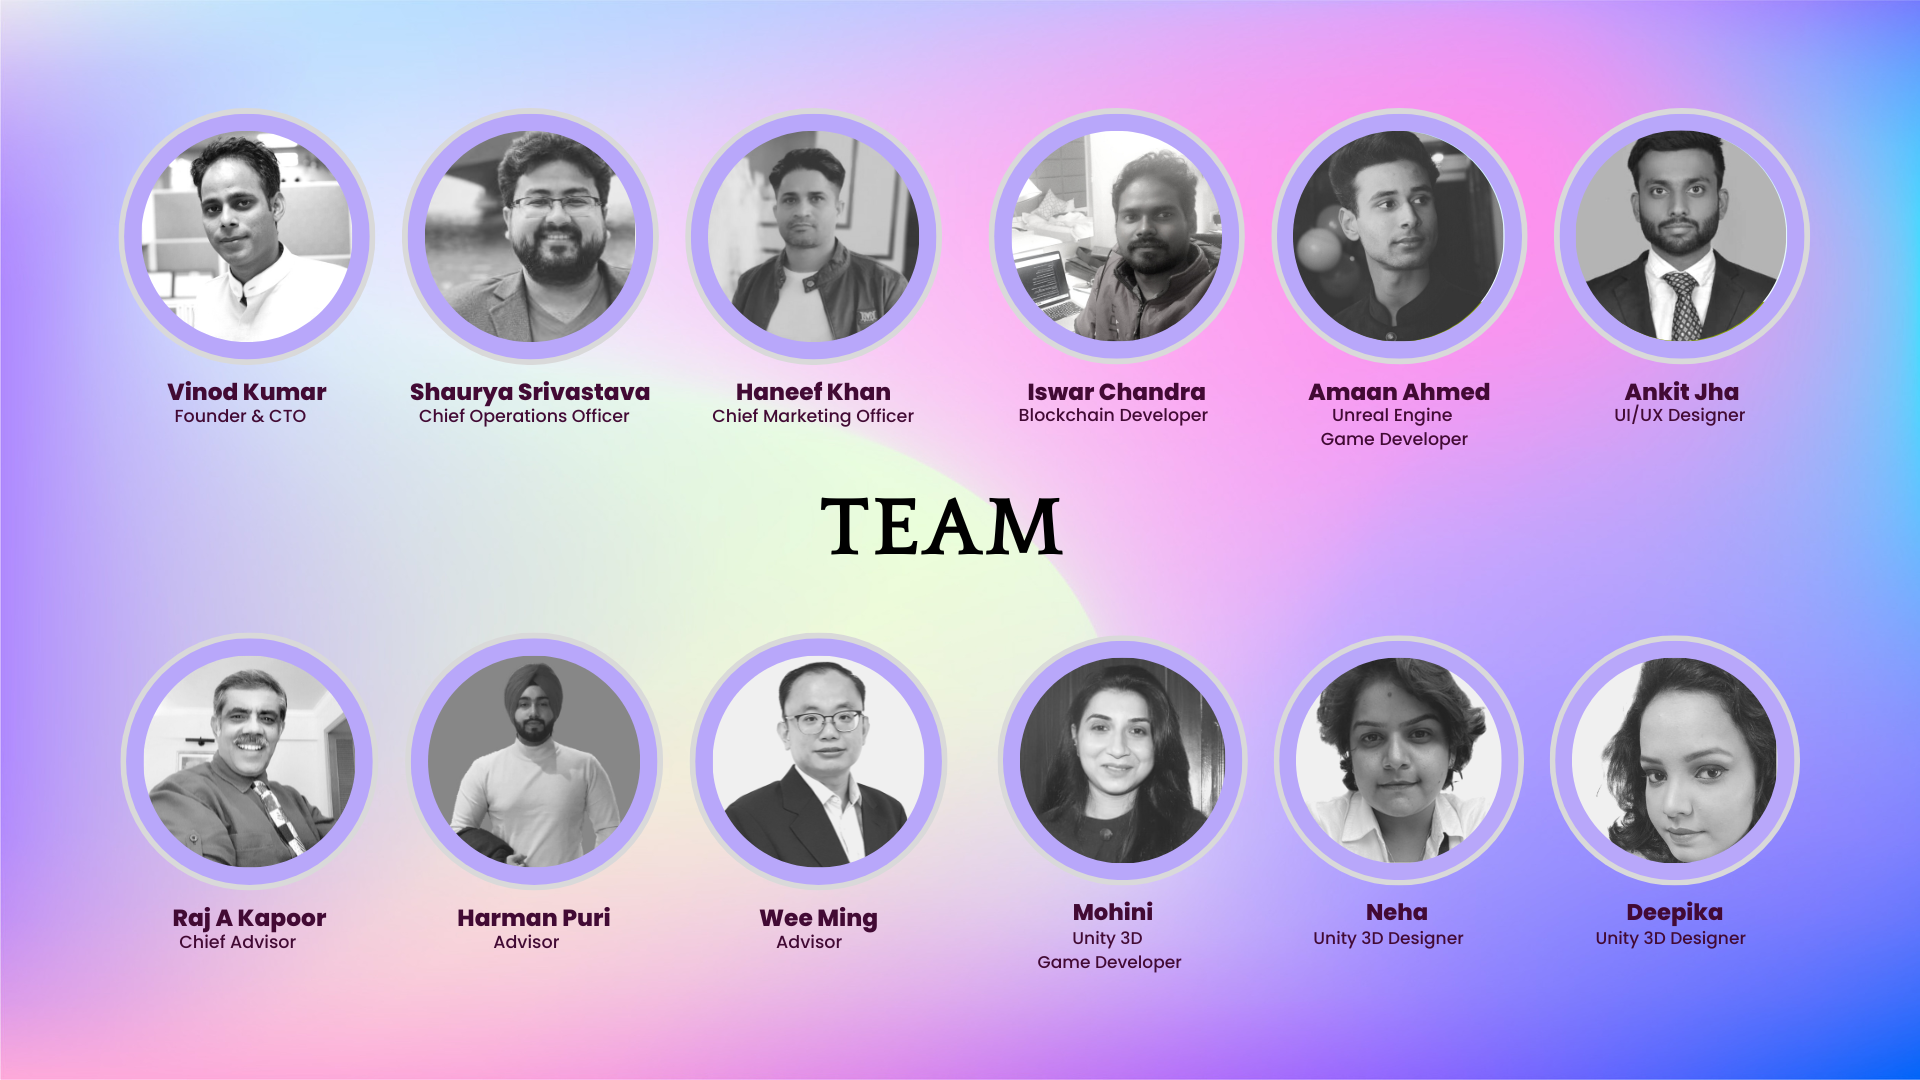 Vinod Kumar
Founder & CTO
Shaurya Srivastava
Chief Operations Officer
Haneef Khan
Chief Marketing Officer
Iswar Chandra
Blockchain Developer
Amaan Ahmed
Unreal Engine
Game Developer
Ankit Jha
UI/UX Designer
TEAM
Raj A Kapoor
Chief Advisor
Harman Puri
Advisor
Wee Ming
Advisor
Mohini
Unity 3D
Game Developer
Neha
Unity 3D Designer
Deepika
Unity 3D Designer